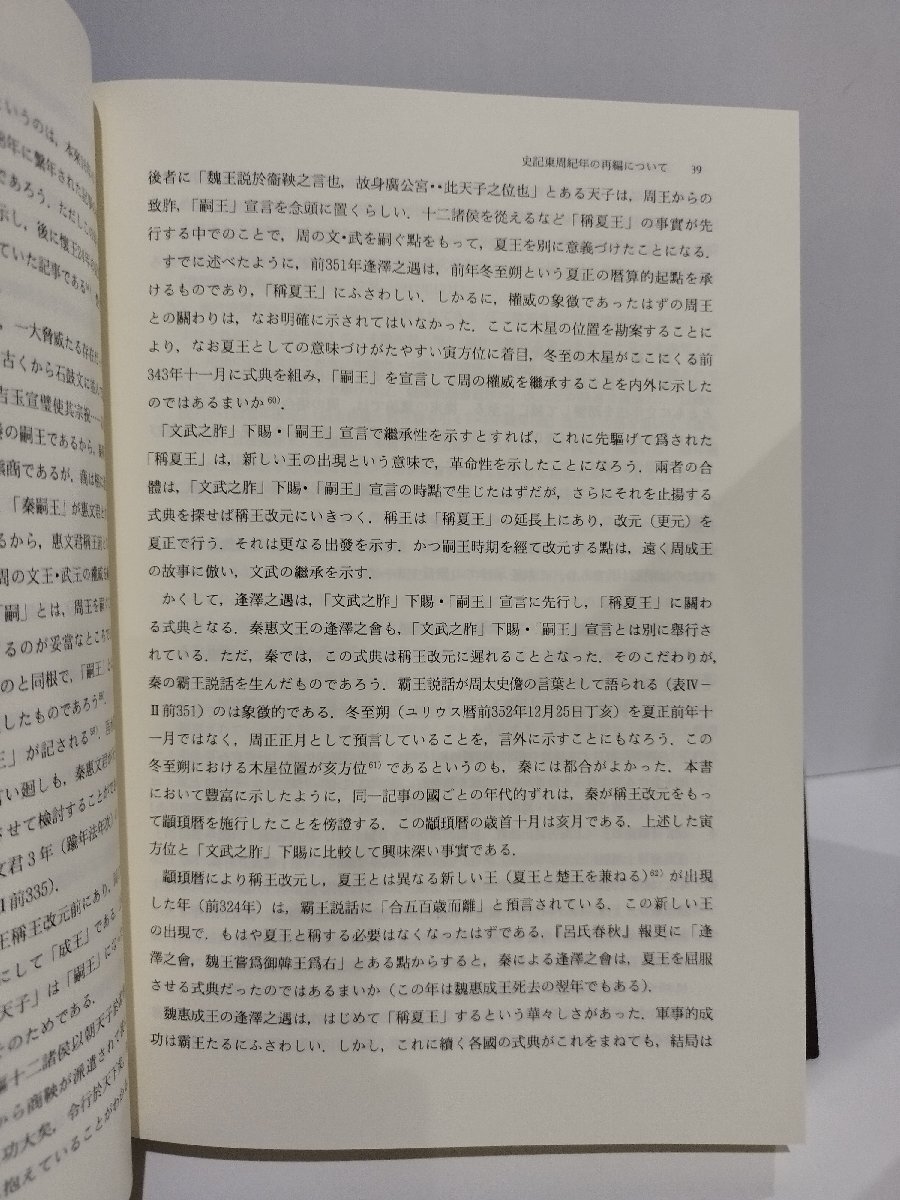 史記東周紀年の再編について 39
後者に「魏王説於衞鞅之言也，故身廣公宮‥此天子之位也」とある天子は，周王からの
致胙，「嗣王」宣言を念頭に置くらしい．十二諸侯を從えるなど「稱夏王」の事實が先
行する中でのことで，周の文・武を嗣ぐ點をもって，夏王を別に意義づけたことになる．
すでに述べたように，前351年逢澤之遇は，前年冬至朔という夏正の暦算的起點を承
けるものであり，「稱夏王」にふさわしい．しかるに，權威の象徴であったはずの周王
との關わりは，なお明確に示されてはいなかった．ここに木星の位置を勘案することに
より，なお夏王としての意味づけがたやすい寅方位に着目，冬至の木星がここにくる前
343年十一月に式典を組み，「嗣王」を宣言して周の權威を繼承することを内外に示した
のではあるまいか60)．
「文武之胙」下賜・「嗣王」宣言で繼承性を示すとすれば，これに先驅けて爲された
「稱夏王」は，新しい王の出現という意味で，革命性を示したことになろう．兩者の合
體は，「文武之胙」下賜・「嗣王」宣言の時點で生じたはずだが，さらにそれを止揚する
式典を探せば稱王改元にいきつく．稱王は「稱夏王」の延長上にあり，改元（更元）を
夏正で行う．それは更なる出發を示す．かつ嗣王時期を經て改元する點は，遠く周成王
の故事に倣い，文武の繼承を示す．
かくして，逢澤之遇は，「文武之胙」下賜・「嗣王」宣言に先行し，「稱夏王」に關わ
る式典となる．秦惠文王の逢澤之會も，「文武之胙」下賜・「嗣王」宣言とは別に舉行さ
れている．ただ，秦では，この式典は稱王改元に遲れることとなった．そのこだわりが，
秦の霸王説話を生んだものであろう．霸王説話が周太史儋の言葉として語られる（表Ⅳ－
Ⅱ前351）のは象徴的である．冬至朔（ユリウス暦前352年12月25日丁亥）を夏正前年十
一月ではなく，周正正月として預言していることを，言外に示すことにもなろう．この
冬至朔における木星位置が亥方位61)であるというのも，秦には都合がよかった．本書
において豐富に示したように，同一記事の國ごとの年代的ずれは，秦が稱王改元をもっ
て顓頊暦を施行したことを傍證する．この顓頊暦の歳首十月は亥月である．上述した寅
方位と「文武之胙」下賜に比較して興味深い事實である．
顓頊暦により稱王改元し，夏王とは異なる新しい王（夏王と楚王を兼ねる）62)が出現
した年（前324年）は，霸王説話に「合五百歳而離」と預言されている．この新しい王
の出現で．もはや夏王と稱する必要はなくなったはずである．『呂氏春秋』報更に「逢
澤之會，魏王嘗爲御韓王爲右」とある點からすると，秦による逢澤之會は，夏王を屈服
させる式典だったのではあるまいか（この年は魏惠成王死去の翌年でもある）．
魏惠成王の逢澤之遇は，はじめて「稱夏王」するという華々しさがあった．軍事的成
功は霸王たるにふさわしい．しかし，これに續く各國の式典がこれをまねても，結局は